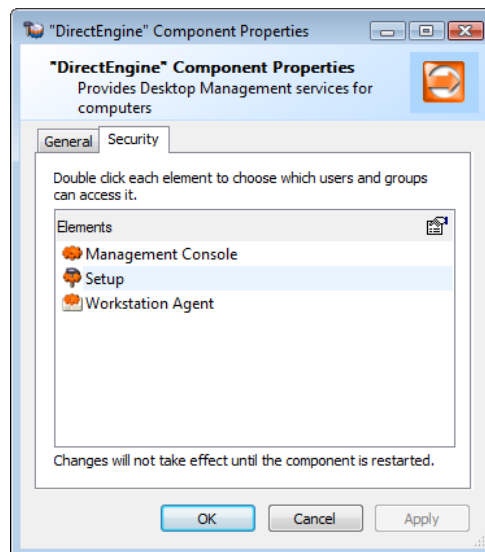 "DirectEngine" Component Properties
"DirectEngine" Component Properties
Provides Desktop Management services for
computers
General Security
Double click each element to choose which users and groups
can access it.
Elements
Management Console
Setup
Workstation Agent
Changes will not take effect until the component is restarted.
OK Cancel Apply